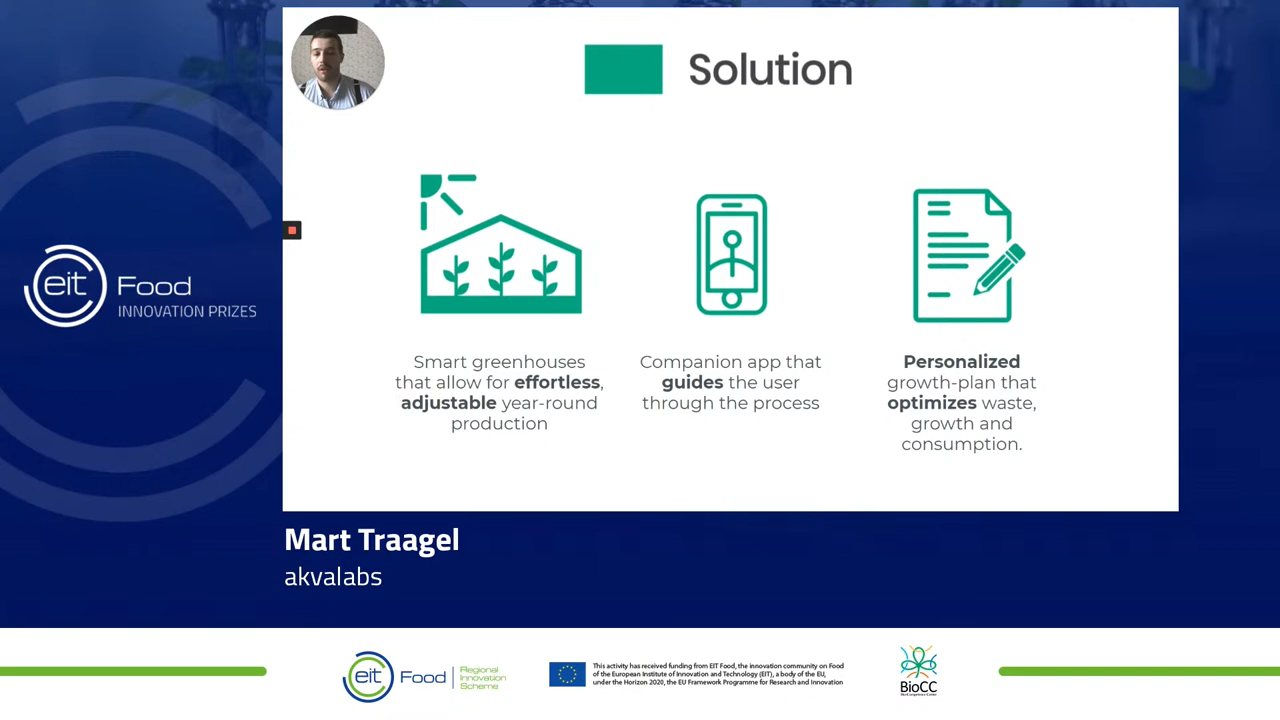 Solution
Smart greenhouses
that allow for effortless,
adjustable year-round
production
Companion app that
guides the user
through the process
Personalized
growth-plan that
optimizes waste,
growth and
consumption.
eit Food
INNOVATION PRIZES
Mart Traagel
akvalabs
eit Food
Regional
Innovation
Scheme
This activity has received funding from EIT Food, the innovation community on Food
of the European Institute of Innovation and Technology (EIT), a body of the EU,
under the Horizon 2020, the EU Framework Programme for Research and Innovation
BioCC